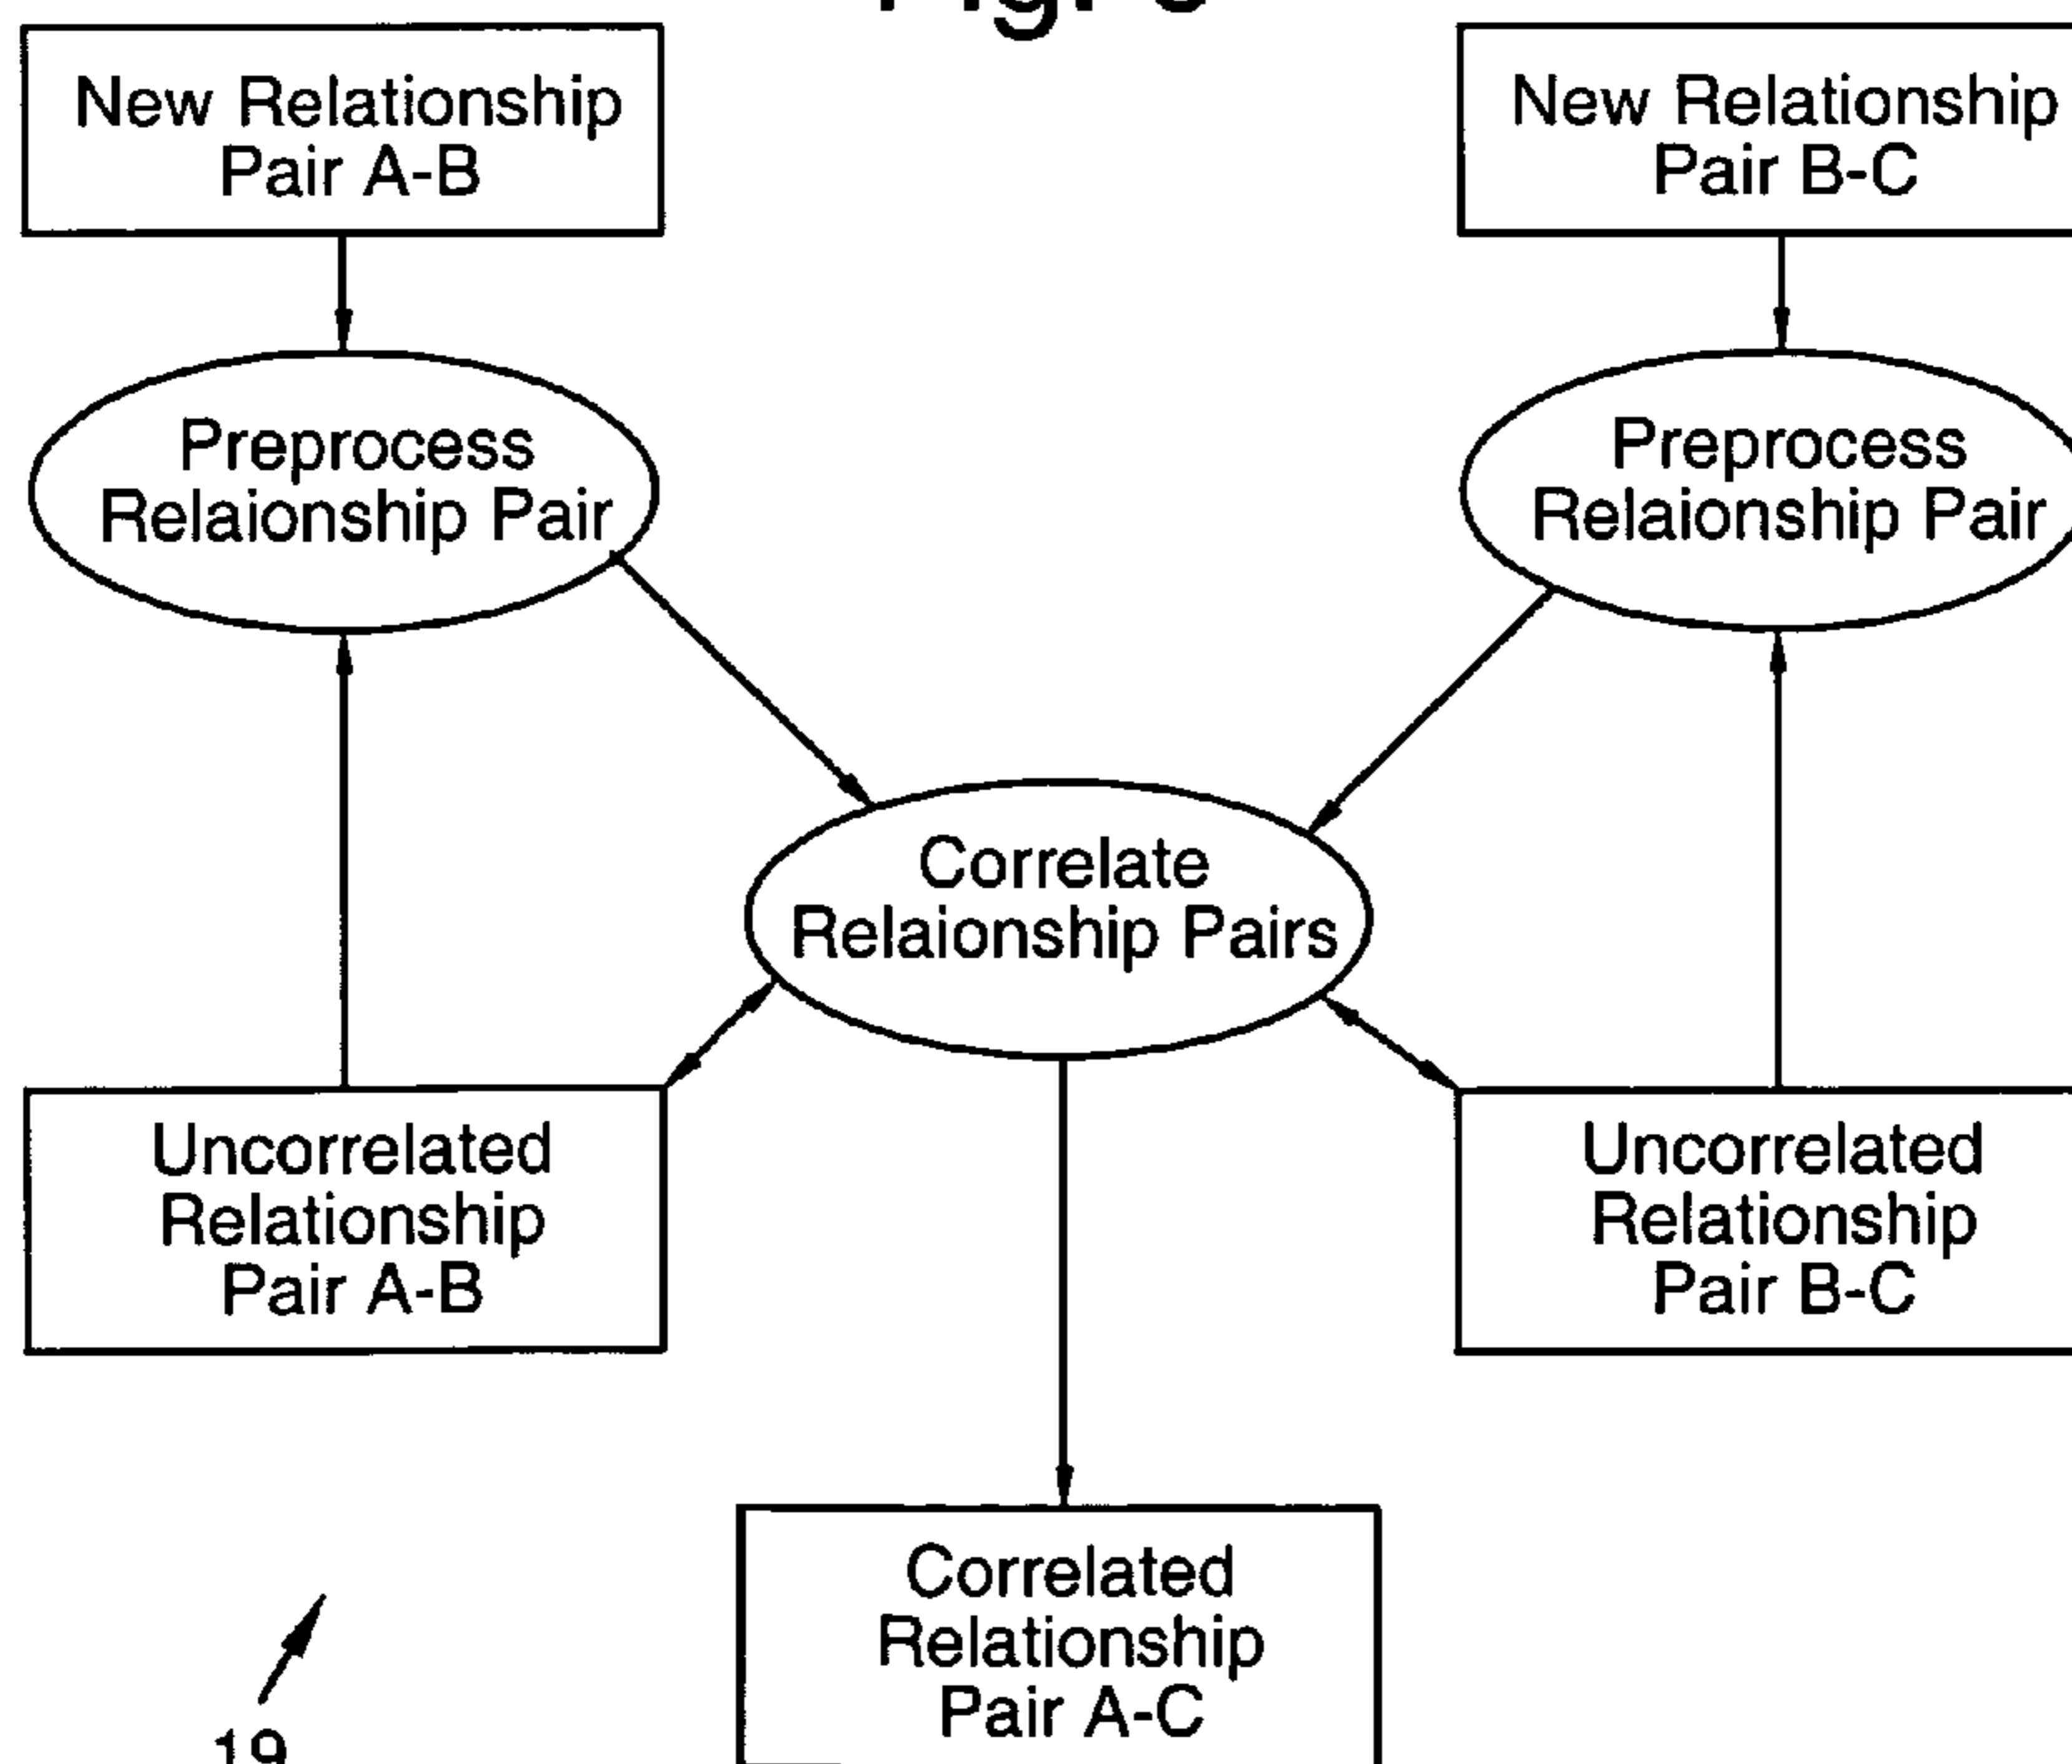 New Relationship
Pair A-B
New Relationship
Pair B-C
Preprocess
Relaionship Pair
Preprocess
Relaionship Pair
Correlate
Relaionship Pairs
Uncorrelated
Relationship
Pair A-B
Uncorrelated
Relationship
Pair B-C
Correlated
Relationship
Pair A-C
19